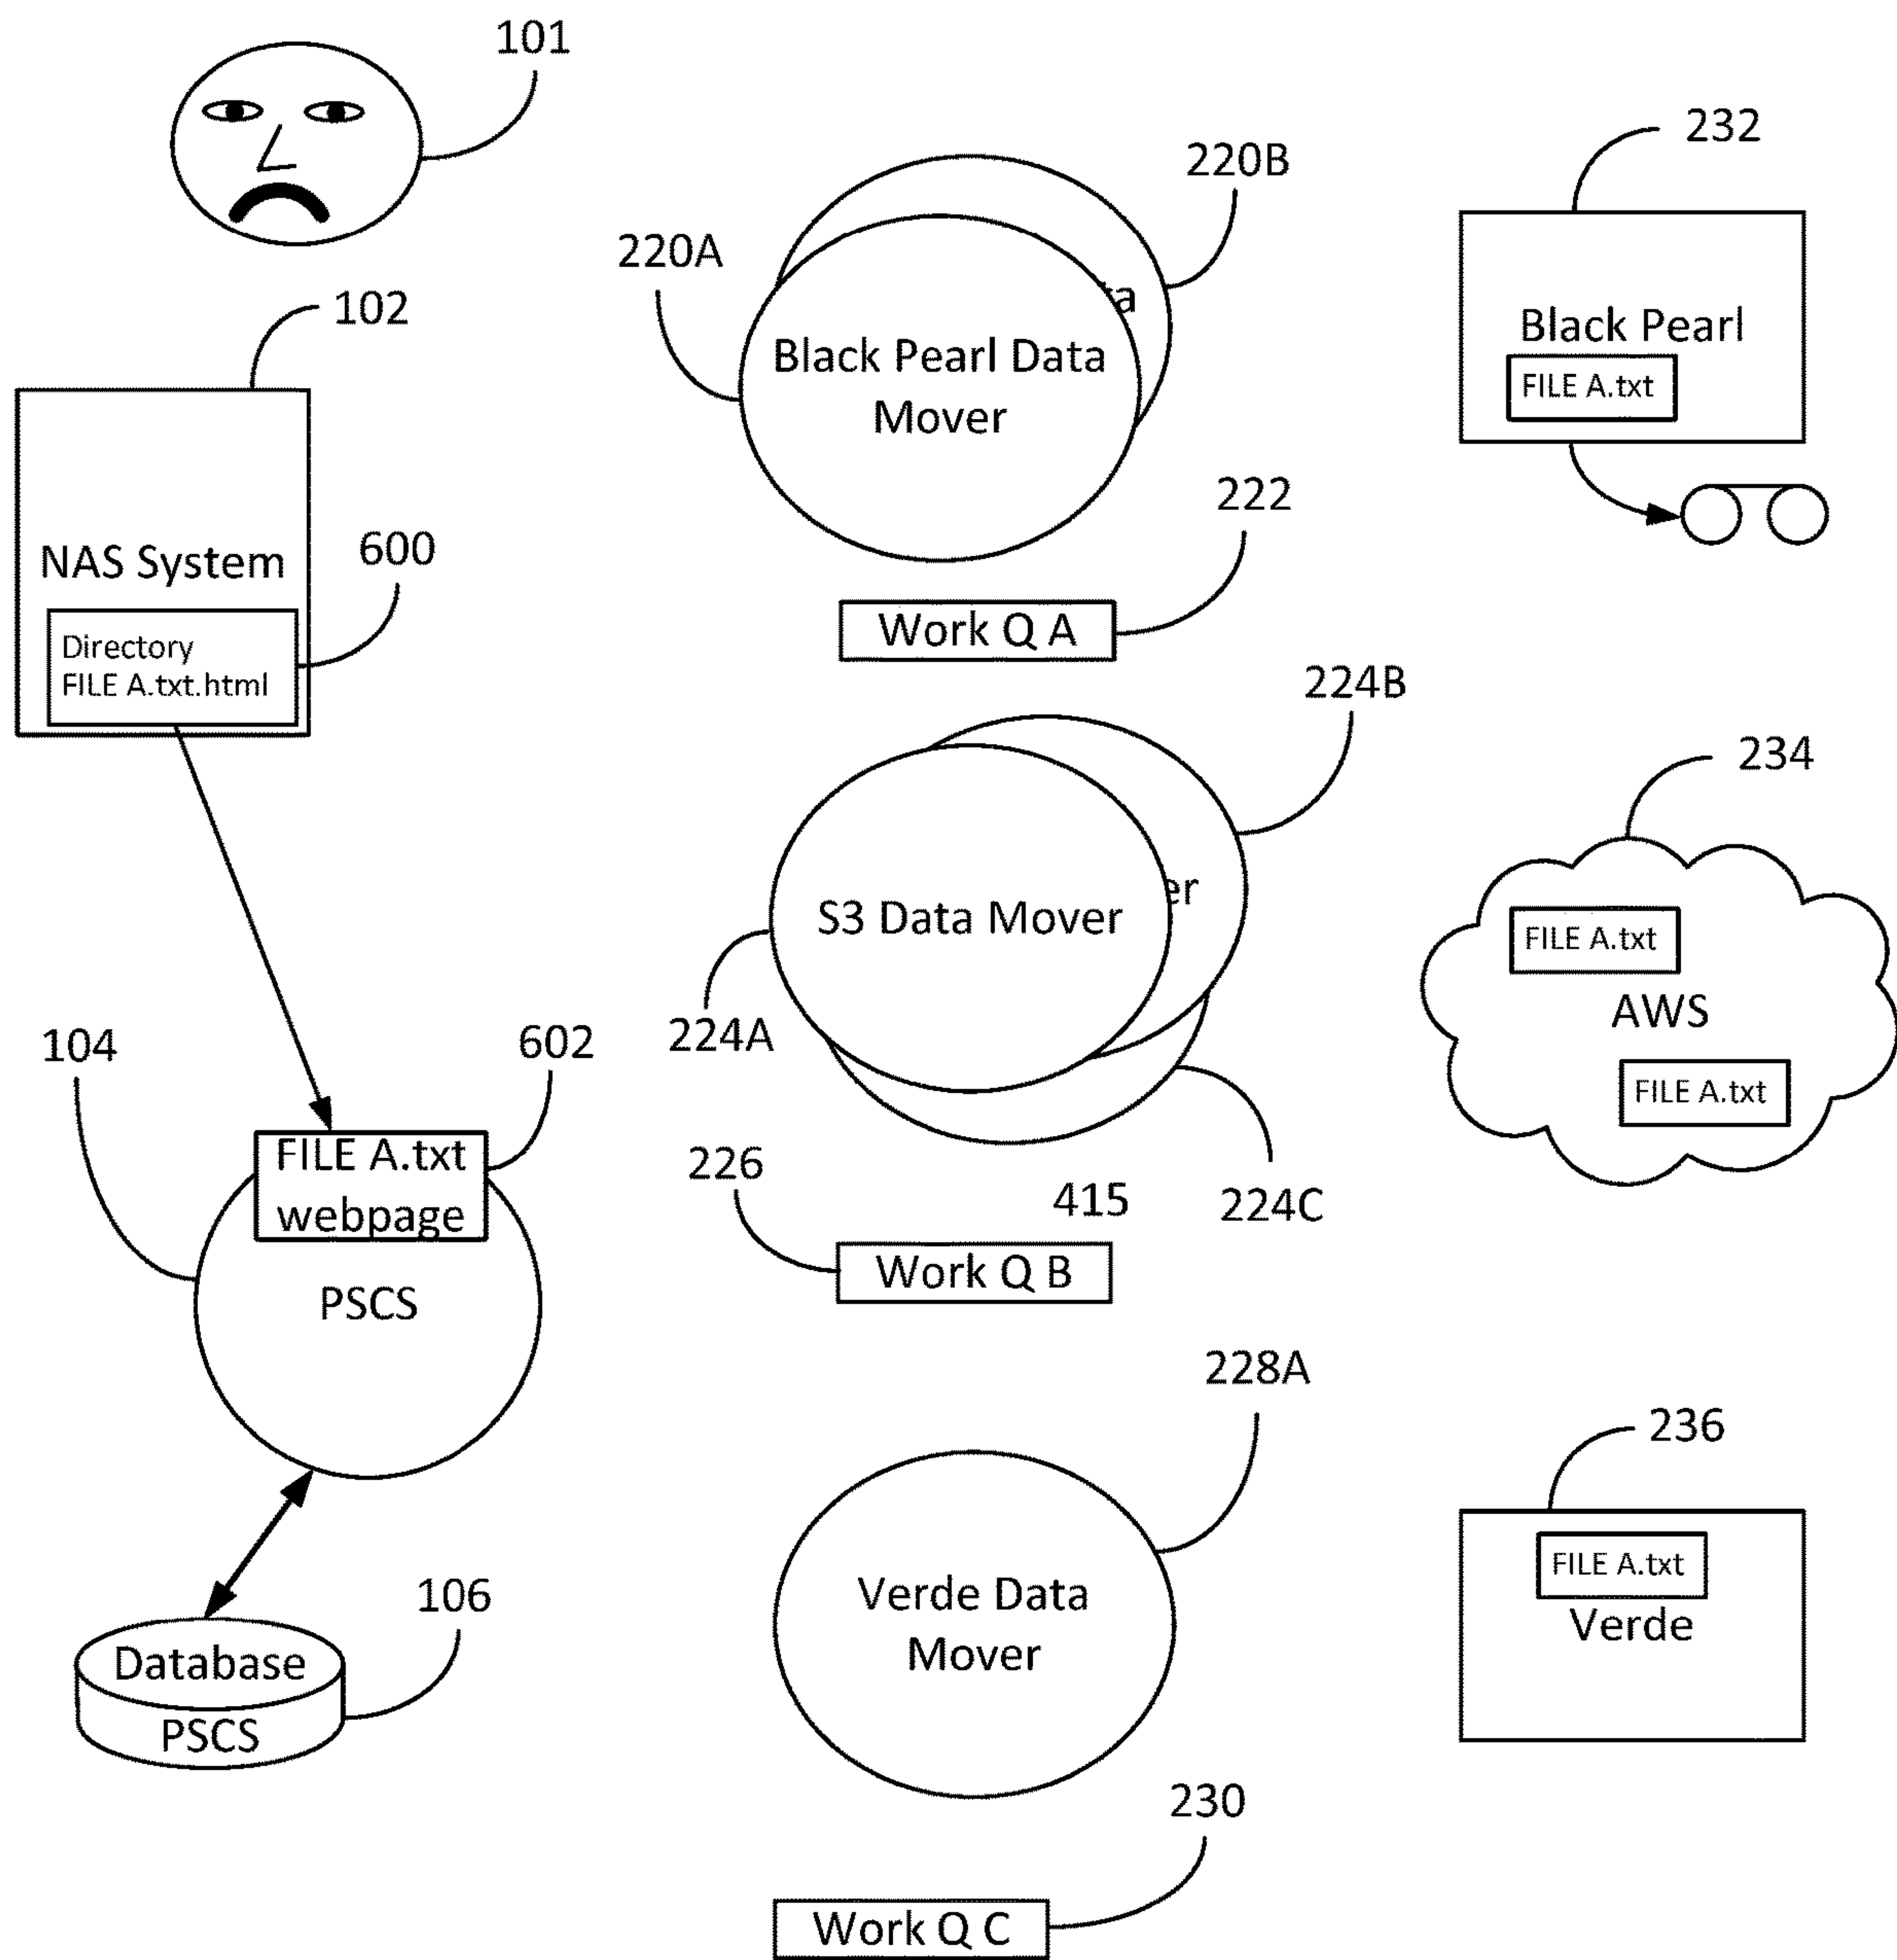 101
232
220B
220A
102
Black Pearl
FILE A.txt
Black Pearl Data
Mover
222
NAS System
600
Work Q A
Directory
FILE A.txt.html
224B
234
S3 Data Mover
FILE A.txt
AWS
224A
104
602
FILE A.txt
FILE A.txt
webpage
226
415
224C
Work Q B
PSCS
228A
236
FILE A.txt
Verde
Verde Data
Mover
106
Database
PSCS
230
Work Q C